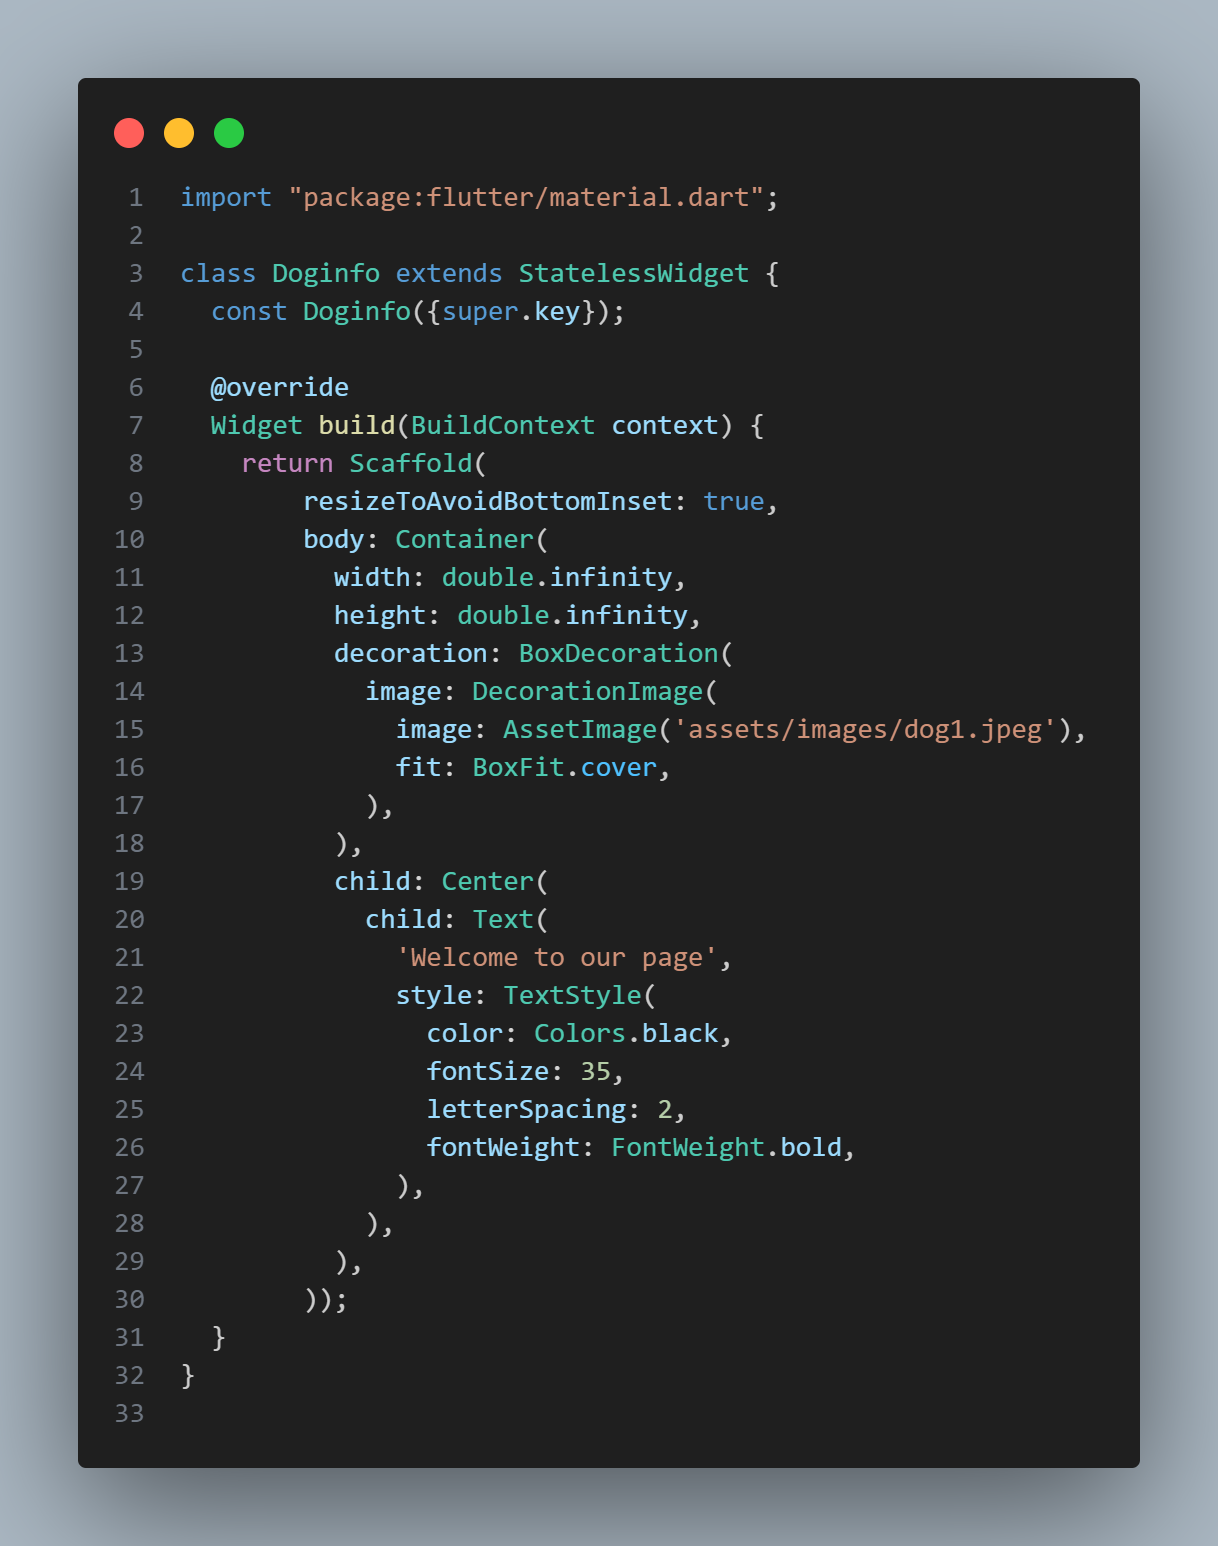 1 import "package:flutter/material.dart";
2
3 class Doginfo extends StatelessWidget {
4   const Doginfo({super.key});
5
6   @override
7   Widget build(BuildContext context) {
8     return Scaffold(
9         resizeToAvoidBottomInset: true,
10         body: Container(
11           width: double.infinity,
12           height: double.infinity,
13           decoration: BoxDecoration(
14             image: DecorationImage(
15               image: AssetImage('assets/images/dog1.jpeg'),
16               fit: BoxFit.cover,
17             ),
18           ),
19           child: Center(
20             child: Text(
21               'Welcome to our page',
22               style: TextStyle(
23                 color: Colors.black,
24                 fontSize: 35,
25                 letterSpacing: 2,
26                 fontWeight: FontWeight.bold,
27               ),
28             ),
29           ),
30         ));
31   }
32 }
33